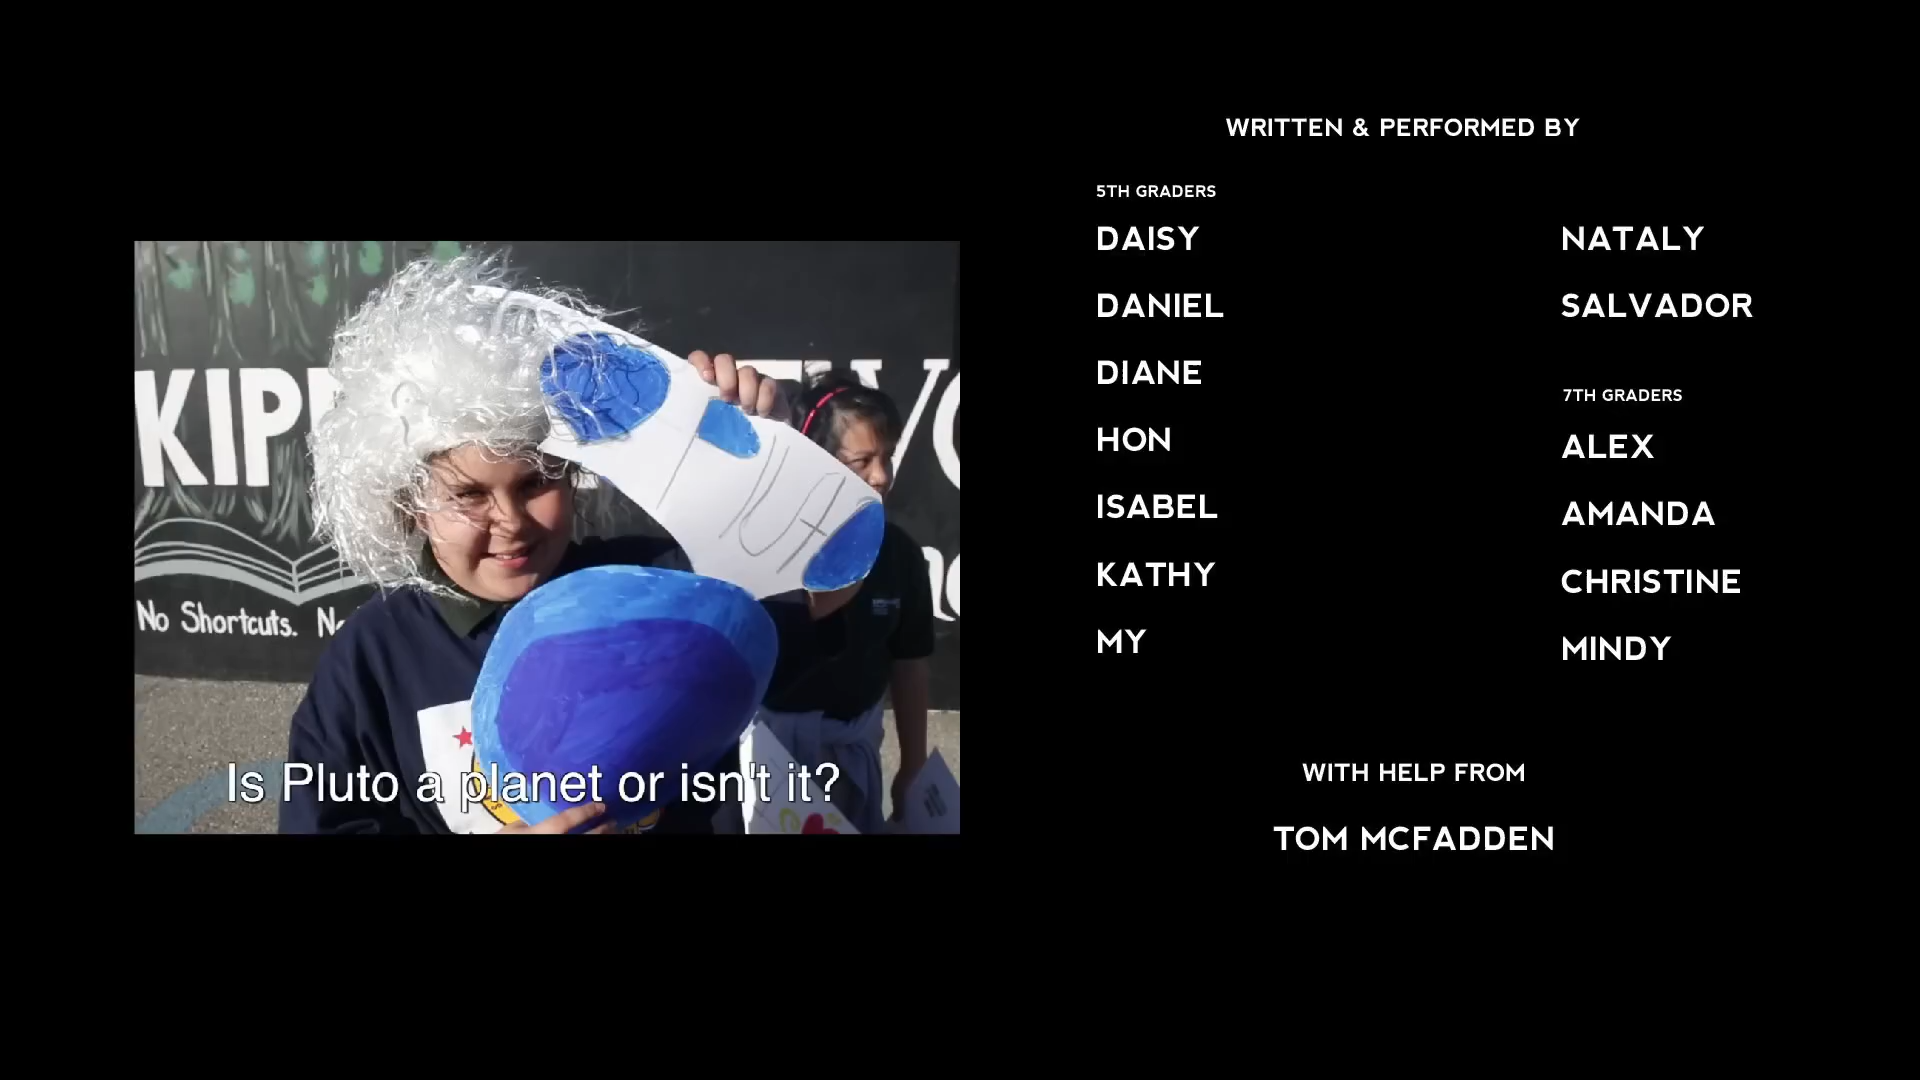 WRITTEN & PERFORMED BY
5TH GRADERS
DAISY
DANIEL
DIANE
HON
ISABEL
KATHY
MY
NATALY
SALVADOR
7TH GRADERS
ALEX
AMANDA
CHRISTINE
MINDY
WITH HELP FROM
TOM MCFADDEN
KIPP
No Shortcuts.
Is Pluto a planet or isn't it?